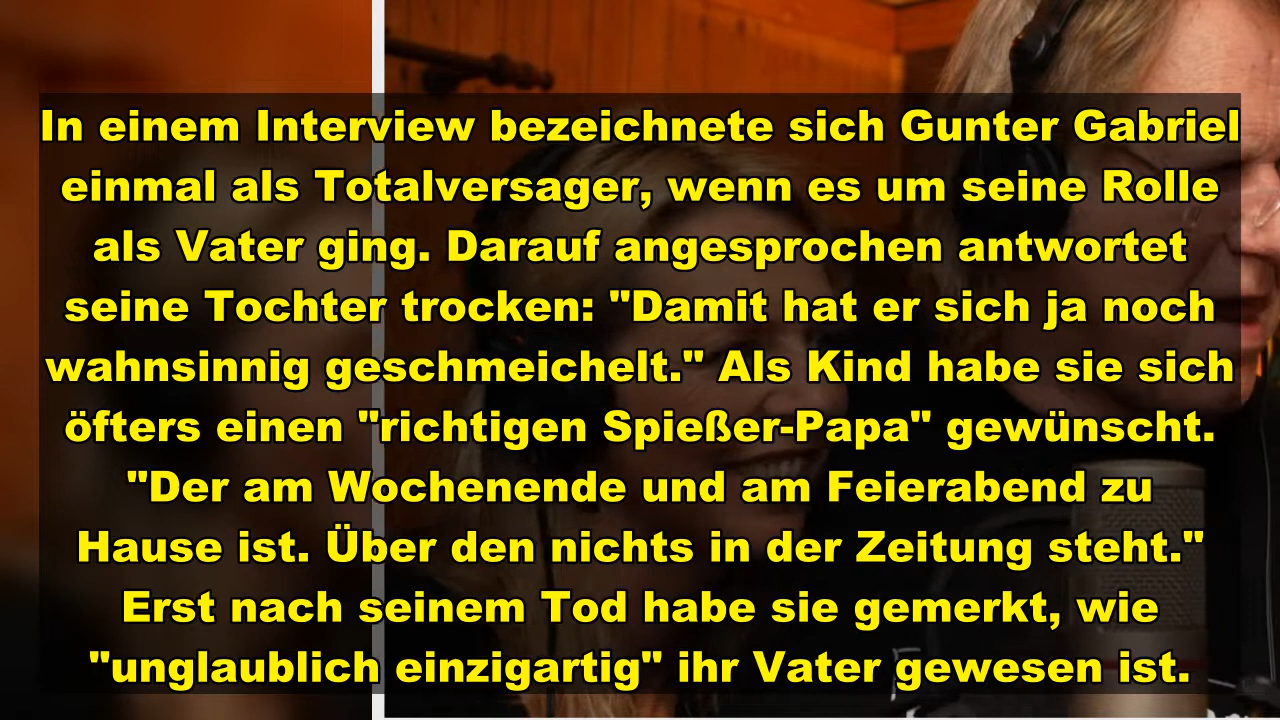 In einem Interview bezeichnete sich Gunter Gabriel
einmal als Totalversager, wenn es um seine Rolle
als Vater ging. Darauf angesprochen antwortet
seine Tochter trocken: "Damit hat er sich ja noch
wahnsinnig geschmeichelt." Als Kind habe sie sich
öfters einen "richtigen Spießer-Papa" gewünscht.
"Der am Wochenende und am Feierabend zu
Hause ist. Über den nichts in der Zeitung steht."
Erst nach seinem Tod habe sie gemerkt, wie
"unglaublich einzigartig" ihr Vater gewesen ist.